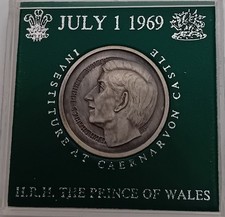 JULY 1 1969
INVESTITURE AT CAERNARVON CASTLE
H.R.H. THE PRINCE OF WALES